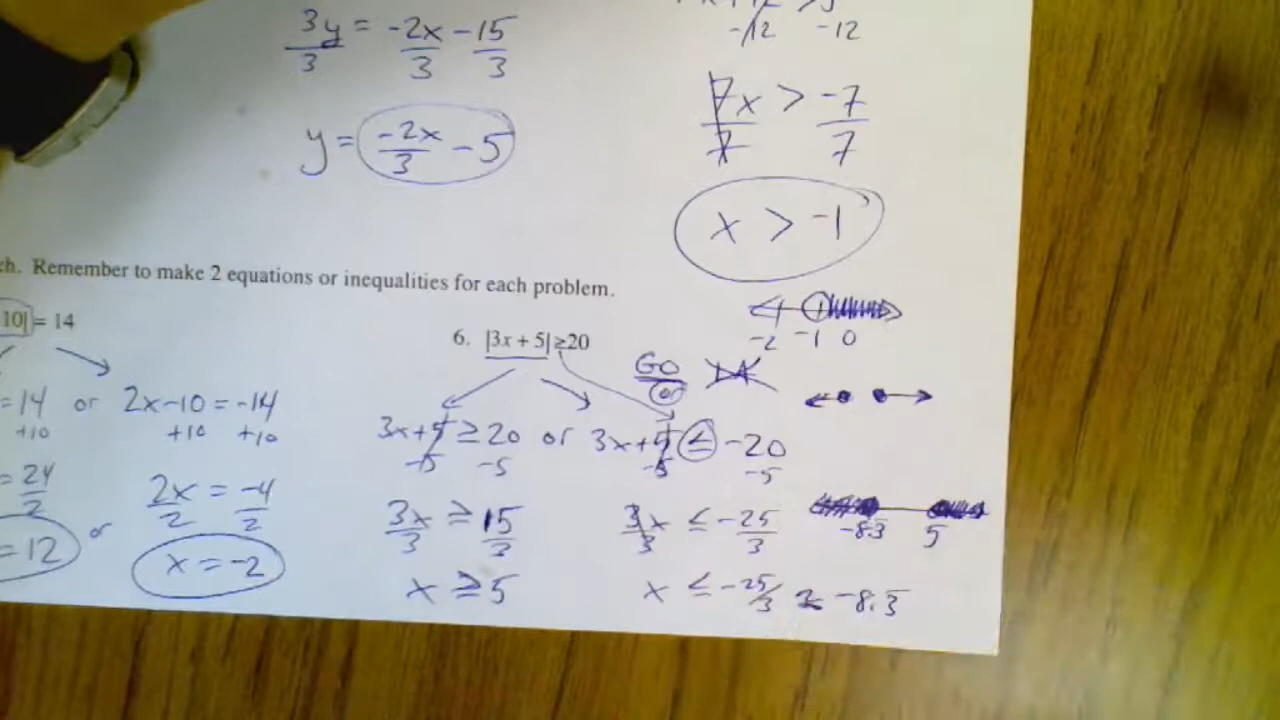 3y = -2x - 15
3 3 3
y = -2x/3 - 5
-12 -12
7x > -7
7 7
x > -1
-2 -1 0
ch. Remember to make 2 equations or inequalities for each problem.
10| = 14
= 14 or 2x-10 = -14
+10 +10 +10
= 24/2
2x = -4
2 2
= 12 or x = -2
6. |3x + 5| ≥20
GO
or
LA
3x+5 ≥ 20 or 3x+5 ≤ -20
-5 -5 -5 -5
3x ≥ 15
3 3
3x ≤ -25
3 3
x ≥ 5
x ≤ -25/3 ≈ -8.3
-8.3 5